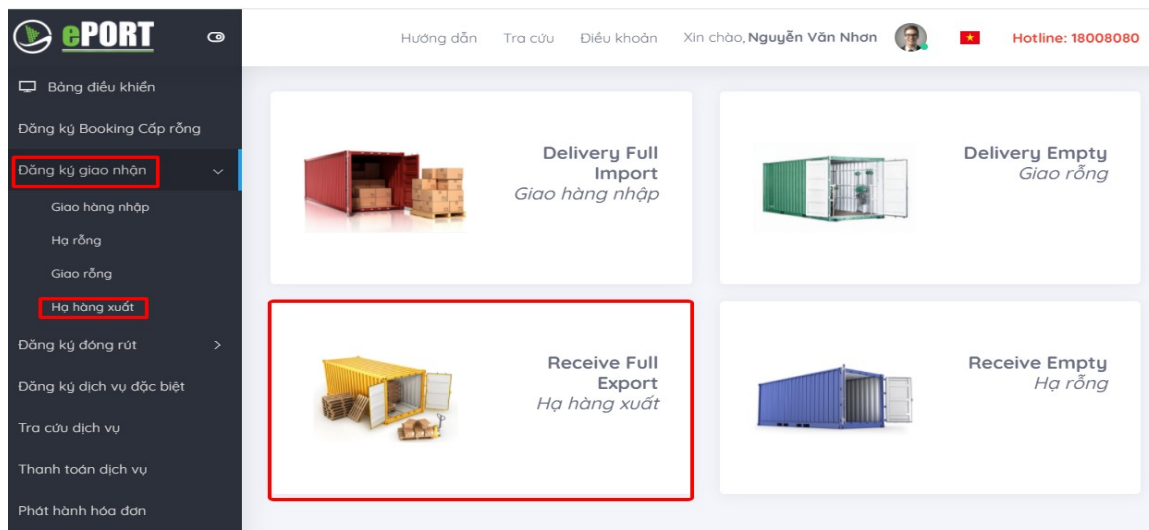 ePORT
Hướng dẫn Tra cứu Điều khoản Xin chào, Nguyễn Văn Nhơn Hotline: 18008080
Bảng điều khiển
Đăng ký Booking Cấp rỗng
Đăng ký giao nhận
Giao hàng nhập
Hạ rỗng
Giao rỗng
Hạ hàng xuất
Đăng ký đóng rút
Đăng ký dịch vụ đặc biệt
Tra cứu dịch vụ
Thanh toán dịch vụ
Phát hành hóa đơn
Delivery Full
Import
Giao hàng nhập
Delivery Empty
Giao rỗng
Receive Full
Export
Hạ hàng xuất
Receive Empty
Hạ rỗng